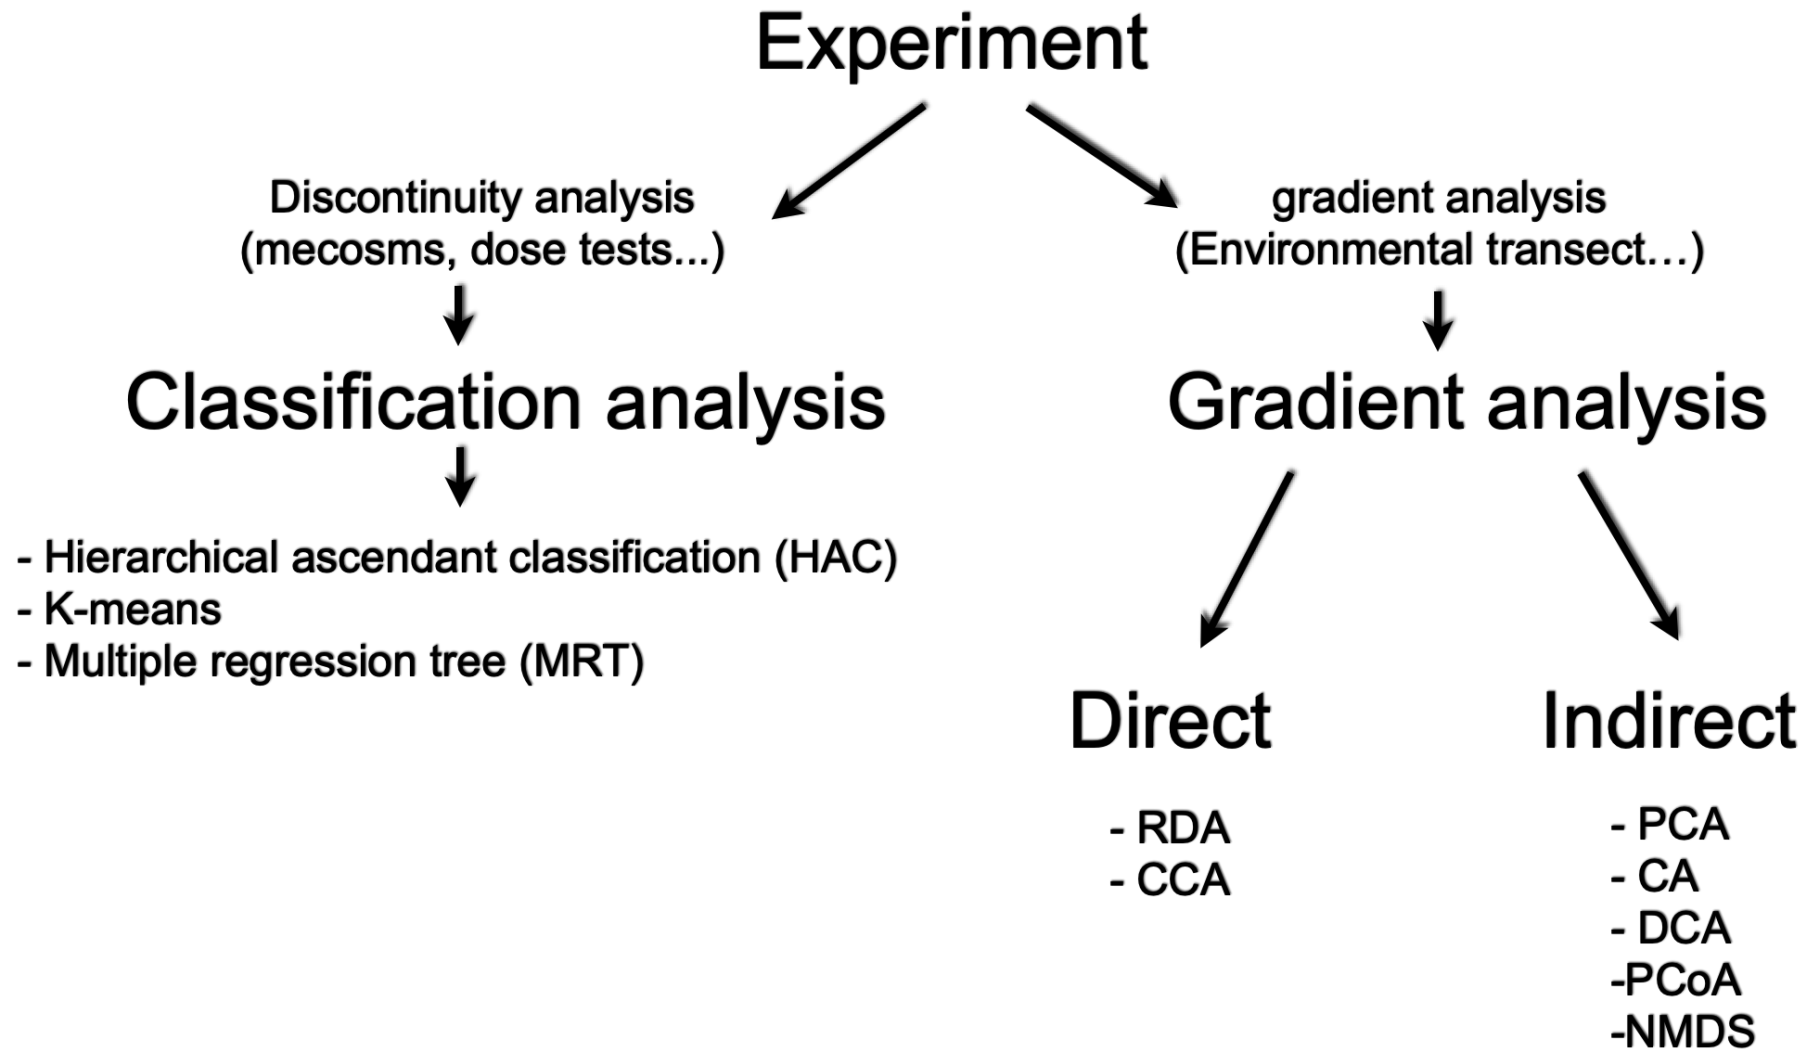 Experiment
Discontinuity analysis
(mecosms, dose tests...)
gradient analysis
(Environmental transect…)
Classification analysis
Gradient analysis
- Hierarchical ascendant classification (HAC)
- K-means
- Multiple regression tree (MRT)
Direct
Indirect
- RDA
- CCA
- PCA
- CA
- DCA
-PCoA
-NMDS